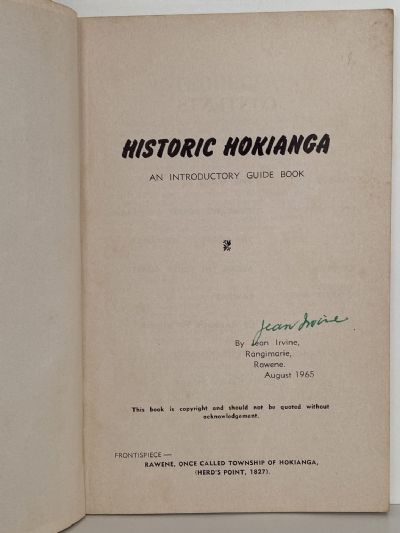 HISTORIC HOKIANGA
AN INTRODUCTORY GUIDE BOOK
Jean Irvine
By Jean Irvine,
Rangimarie,
Rawene.
August 1965
This book is copyright and should not be quoted without
acknowledgement.
FRONTISPIECE —
RAWENE, ONCE CALLED TOWNSHIP OF HOKIANGA,
(HERD'S POINT, 1827).